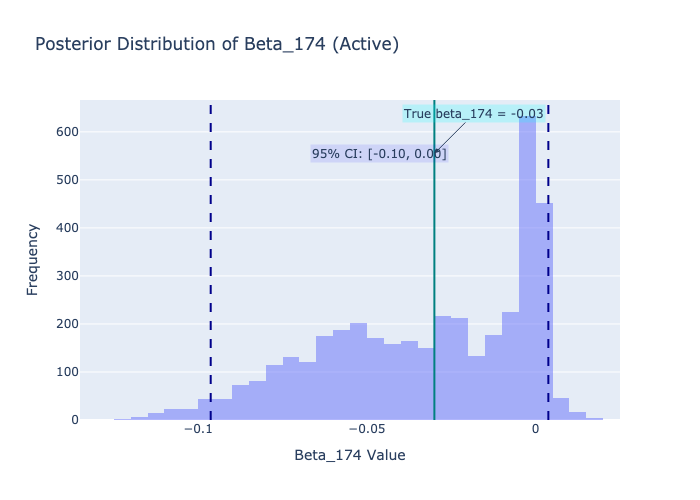 Posterior Distribution of Beta_174 (Active)
True beta_174 = -0.03
95% CI: [-0.10, 0.00]
Frequency
600
500
400
300
200
100
0
−0.1
−0.05
0
Beta_174 Value